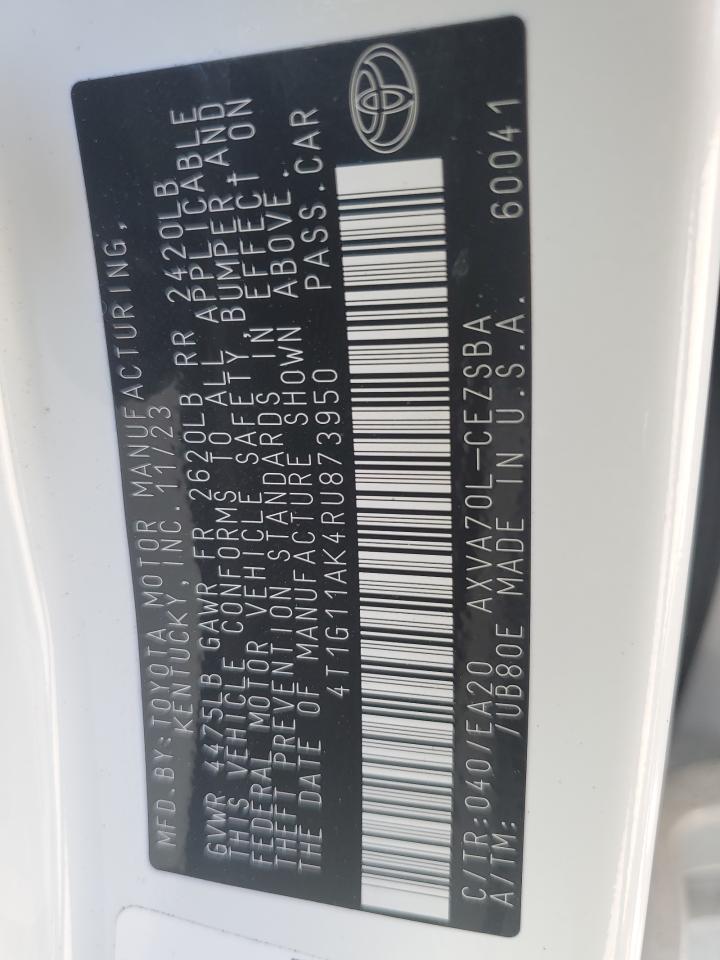 MFD.BY:TOYOTA MOTOR MANUFACTURING,
KENTUCKY, INC. 11/23
GVWR 4475LB GAWR FR 2620LB RR 2420LB
THIS VEHICLE CONFORMS TO ALL APPLICABLE
FEDERAL MOTOR VEHICLE SAFETY, BUMPER, AND
THEFT PREVENTION STANDARDS IN EFFECT ON
THE DATE OF MANUFACTURE SHOWN ABOVE.
4T1G11AK4RU873950 PASS.CAR
C/TR:040/EA20 AXVA70L-CEZSBA
A/TM: /UB80E MADE IN U.S.A. 60041